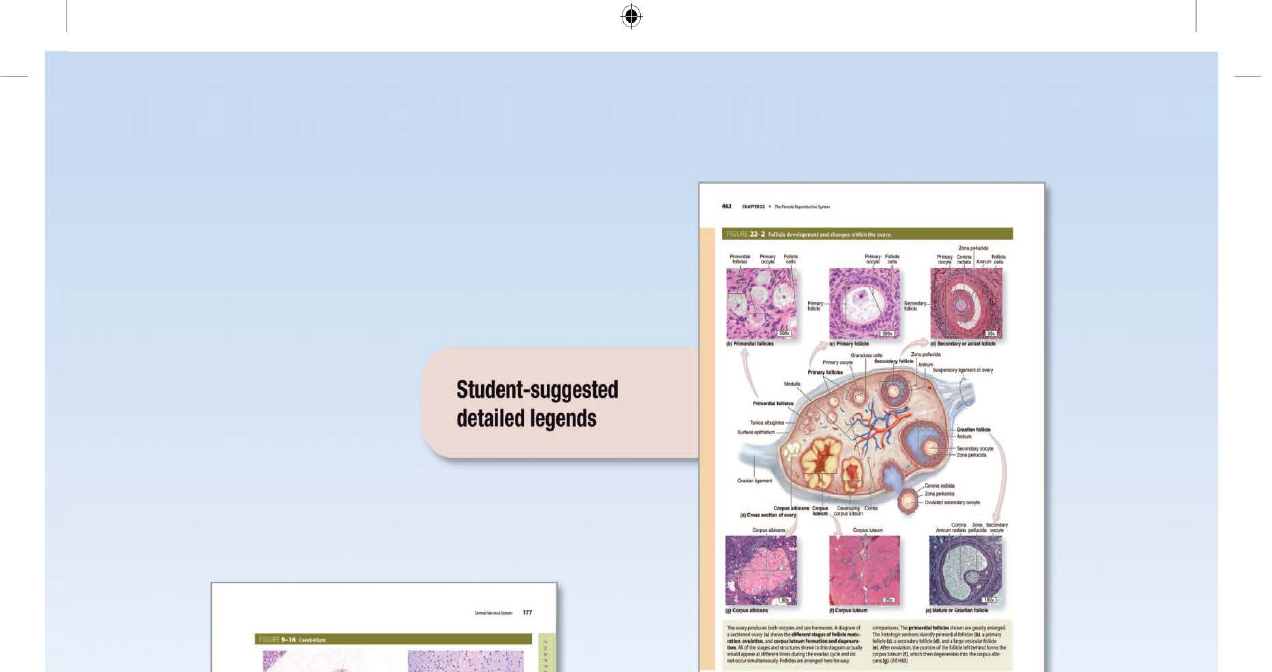 462 CHAPTER 22 • The Female Reproductive System
FIGURE 22-2 Follicle development and changes within the ovary.
Zona pellucida
Primordial follicles
Primary oocyte
Follicle cells
Primary oocyte
Follicle cells
Primary oocyte
Corona radiata
Antrum
Follicle cells
Primary follicle
Secondary follicle
500x
500x
50x
(b) Primordial follicles
(c) Primary follicle
(d) Secondary or antral follicle
Granulosa cells
Zona pellucida
Primary oocyte
Secondary follicle
Antrum
Primary follicles
Suspensory ligament of ovary
Medulla
Student-suggested
detailed legends
Primordial follicles
Tunica albuginea
Surface epithelium
Graafian follicle
Antrum
Secondary oocyte
Zona pellucida
Ovarian ligament
Corona radiata
Zona pellucida
Ovulated secondary oocyte
Corpus albicans
Corpus luteum
Developing corpus luteum
Cortex
(a) Cross section of ovary
Corpus albicans
Corpus luteum
Corona radiata
Zona pellucida
Secondary oocyte
Antrum
(g) Corpus albicans
(f) Corpus luteum
(e) Mature or Graafian follicle
The ovary produces both oocytes and sex hormones. A diagram of
a sectioned ovary (a) shows the different stages of follicle matu-
ration, ovulation, and corpus luteum formation and degenera-
tion. All of the stages and structures shown in this diagram actually
would appear at different times during the ovarian cycle and do
not occur simultaneously. Follicles are arranged here for easy
comparisons. The primordial follicles shown are greatly enlarged.
The histologic sections identify primordial follicles (b), a primary
follicle (c), a secondary follicle (d), and a large vesicular follicle
(e). After ovulation, the portion of the follicle left behind forms the
corpus luteum (f), which then degenerates into the corpus albi-
cans (g). (All H&E)
Central Nervous System 177
FIGURE 9-16 Cerebellum.